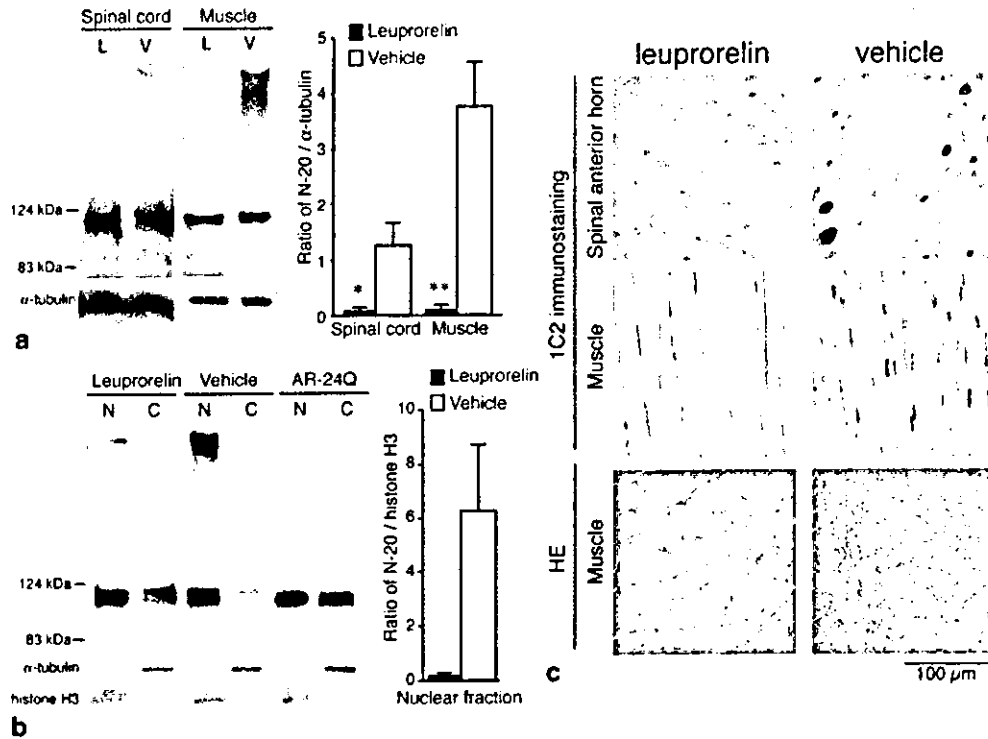 Spinal cord Muscle
L V L V
124 kDa
83 kDa
α-tubulin
a
Leuprorelin
Vehicle
Ratio of N-20 / α-tubulin
5
4
3
2
1
0
* **
Spinal cord Muscle
Leuprorelin Vehicle AR-24Q
N C N C N C
124 kDa
83 kDa
α-tubulin
histone H3
b
Leuprorelin
Vehicle
Ratio of N-20 / histone H3
10
8
6
4
2
0
Nuclear fraction
leuprorelin vehicle
1C2 immunostaining
Spinal anterior horn
Muscle
HE
Muscle
c
100 μm